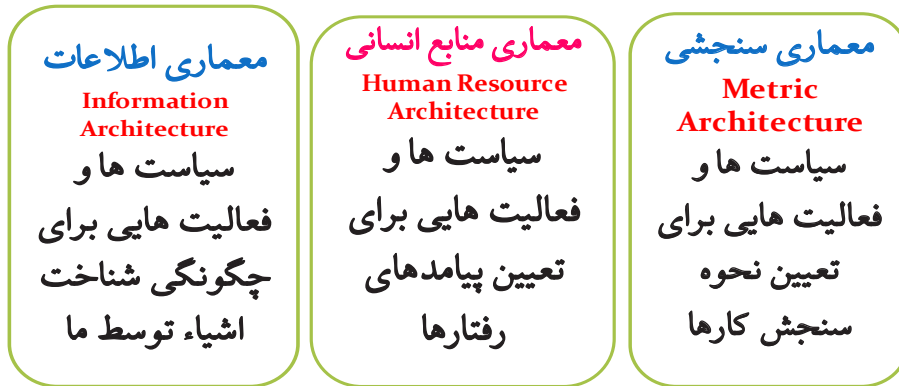 معماری سنجشی
Metric
Architecture
سیاست ها و
فعالیت هایی برای
تعیین نحوه
سنجش کارها
معماری منابع انسانی
Human Resource
Architecture
سیاست ها و
فعالیت هایی برای
تعیین پیامدهای
رفتارها
معماری اطلاعات
Information
Architecture
سیاست ها و
فعالیت هایی برای
چگونگی شناخت
اشیاء توسط ما